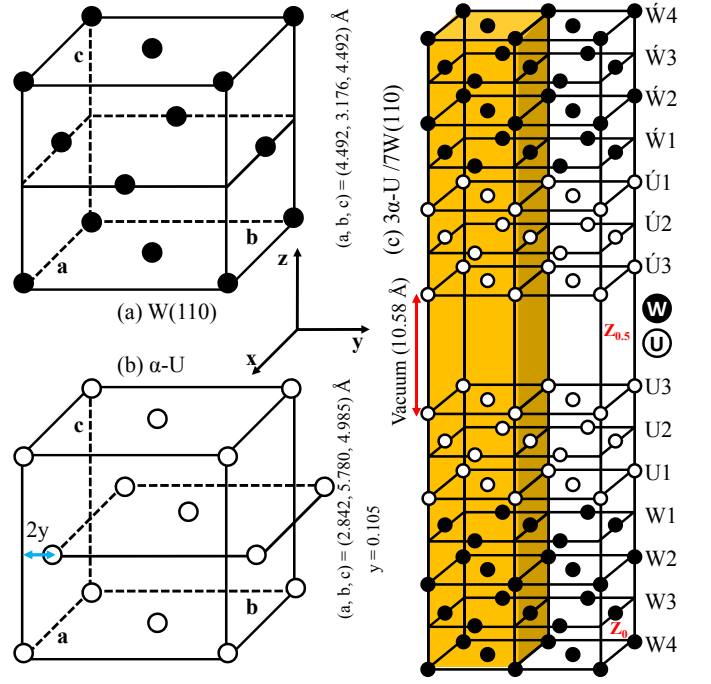 c
a
b
(a, b, c) = (4.492, 3.176, 4.492) Å
(a) W(110)
z
y
x
(b) α-U
c
2y
a
b
(a, b, c) = (2.842, 5.780, 4.985) Å
y = 0.105
(c) 3α-U /7W(110)
Vacuum (10.58 Å)
Ẃ4
Ẃ3
Ẃ2
Ẃ1
Ú1
Ú2
Ú3
W
Z0.5
U
U3
U2
U1
W1
W2
W3
Z0
W4